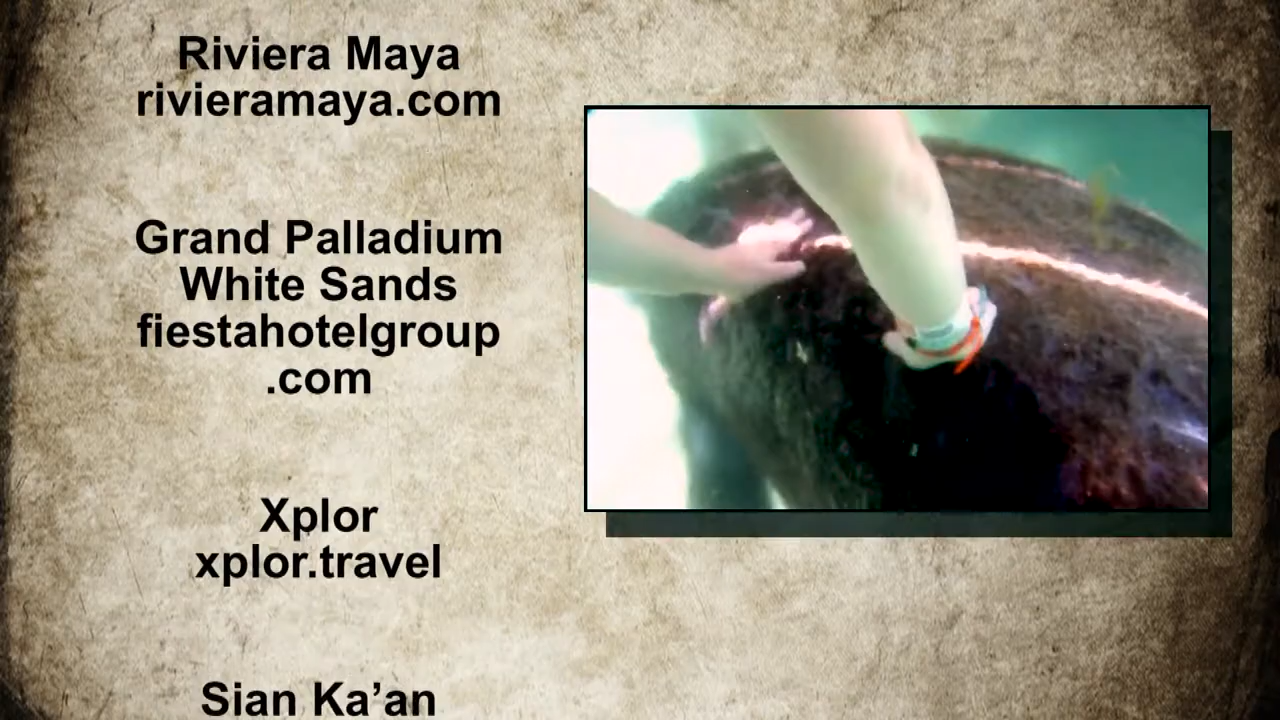 Riviera Maya
rivieramaya.com
Grand Palladium
White Sands
fiestahotelgroup
.com
Xplor
xplor.travel
Sian Ka’an